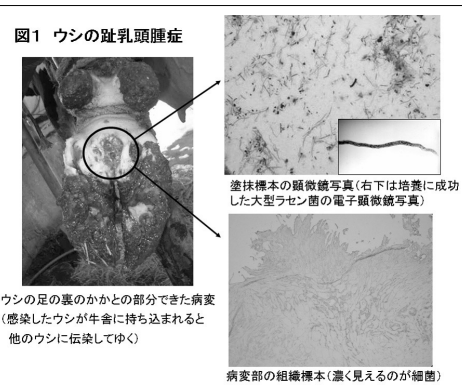 図1 ウシの趾乳頭腫症
塗抹標本の顕微鏡写真(右下は培養に成功
した大型ラセン菌の電子顕微鏡写真)
ウシの足の裏のかかとの部分できた病変
(感染したウシが牛舎に持ち込まれると
他のウシに伝染してゆく)
病変部の組織標本(濃く見えるのが細菌)